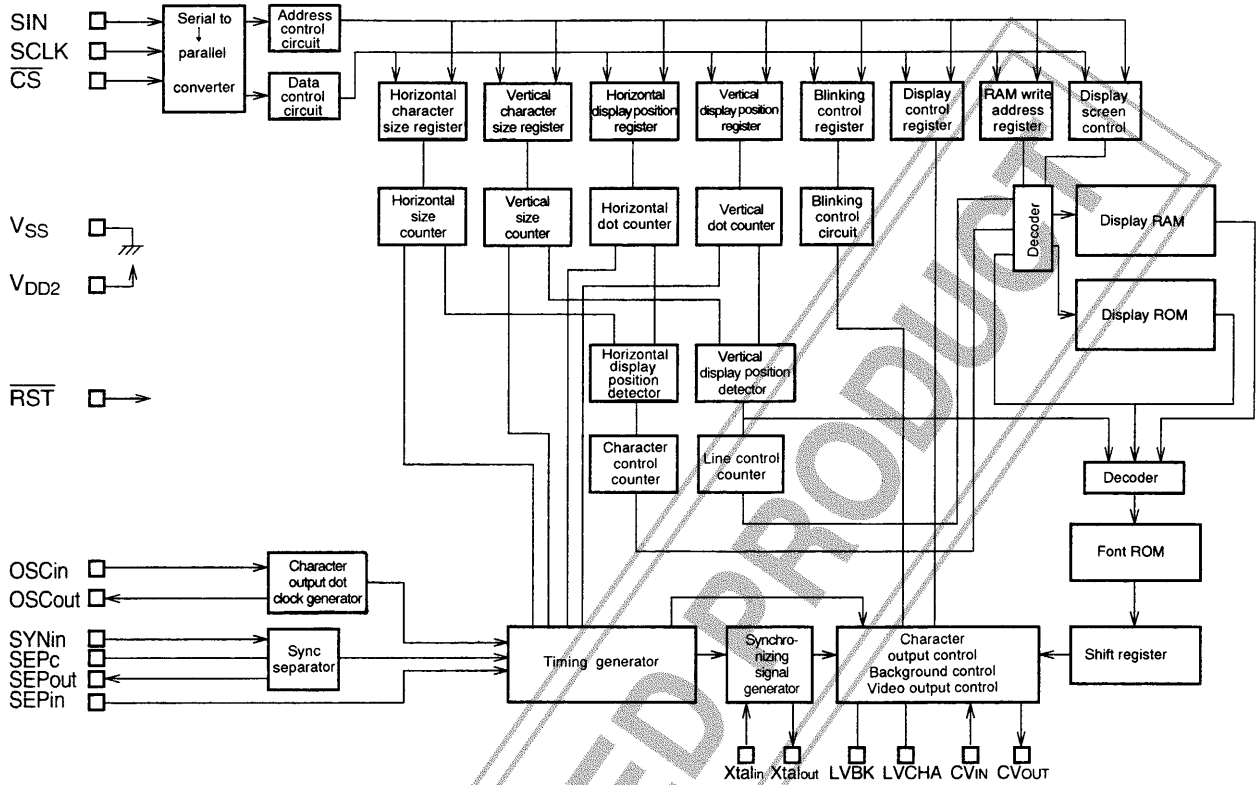 SIN
SCLK
CS
Serial to
parallel
converter
Address
control
circuit
Data
control
circuit
Horizontal
character
size register
Vertical
character
size register
Horizontal
display position
register
Vertical
display position
register
Blinking
control
register
Display
control
register
RAM write
address
register
Display
screen
control
Horizontal
size
counter
Vertical
size
counter
Horizontal
dot counter
Vertical
dot counter
Blinking
control
circuit
Decoder
Display RAM
Display ROM
VSS
VDD2
RST
Horizontal
display
position
detector
Vertical
display position
detector
Character
control
counter
Line control
counter
Decoder
Font ROM
Shift register
OSCin
OSCout
Character
output dot
clock generator
SYNin
SEPc
SEPout
SEPin
Sync
separator
Timing generator
Synchro-
nizing
signal
generator
Character
output control
Background control
Video output control
Xtalin
Xtalout
LVBK
LVCHA
CVIN
CVOUT
ED PRODUCT